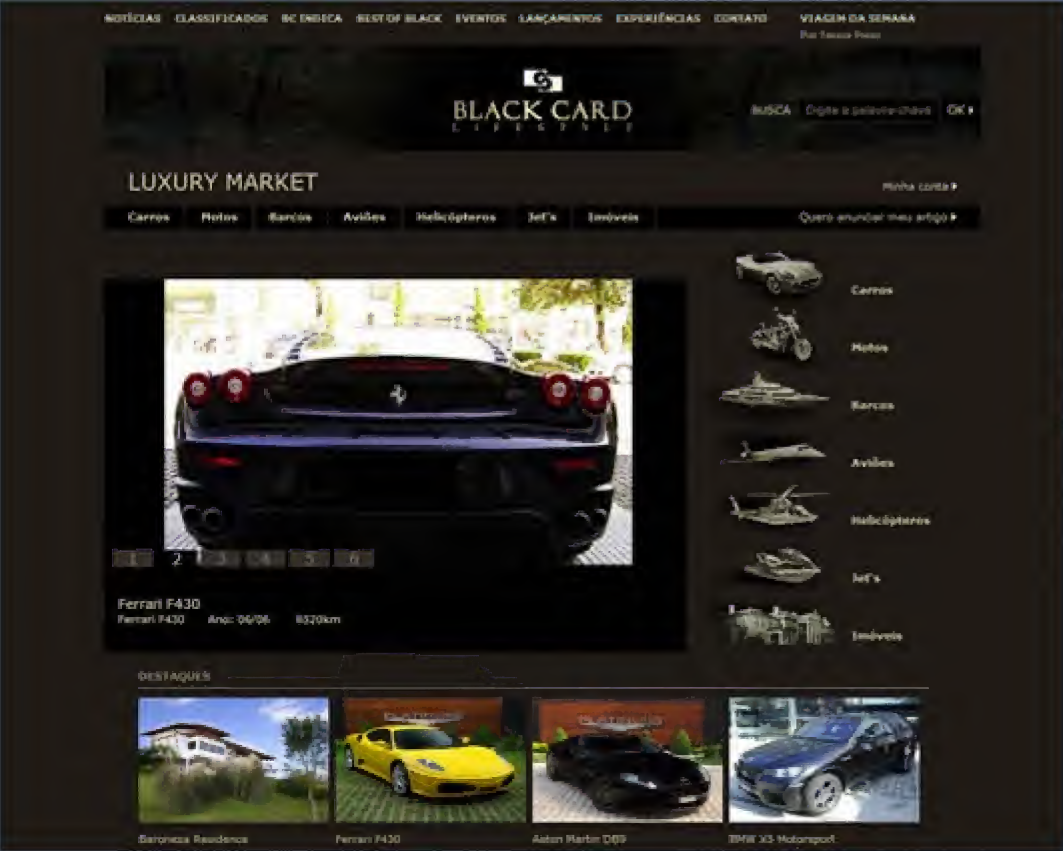 NOTÍCIAS CLASSIFICADOS BC INDICA BEST OF BLACK EVENTOS LANÇAMENTOS EXPERIÊNCIAS CONTATO VIAGEM DA SEMANA
Por
BLACK CARD
LIFESTYLE
BUSCA Digite a palavra-chave OK
LUXURY MARKET
Minha conta
Carros Motos Barcos Aviões Helicópteros Jet's Imóveis Quero anunciar meu artigo
Carros
Motos
Barcos
Aviões
Helicópteros
Jet's
Imóveis
1 2 3 4 5 6
Ferrari F430
Ferrari F430 Ano: 06/06 8320km
DESTAQUES
Baroneza Residence Ferrari F430 Aston Martin DB9 BMW X5 Motorsport